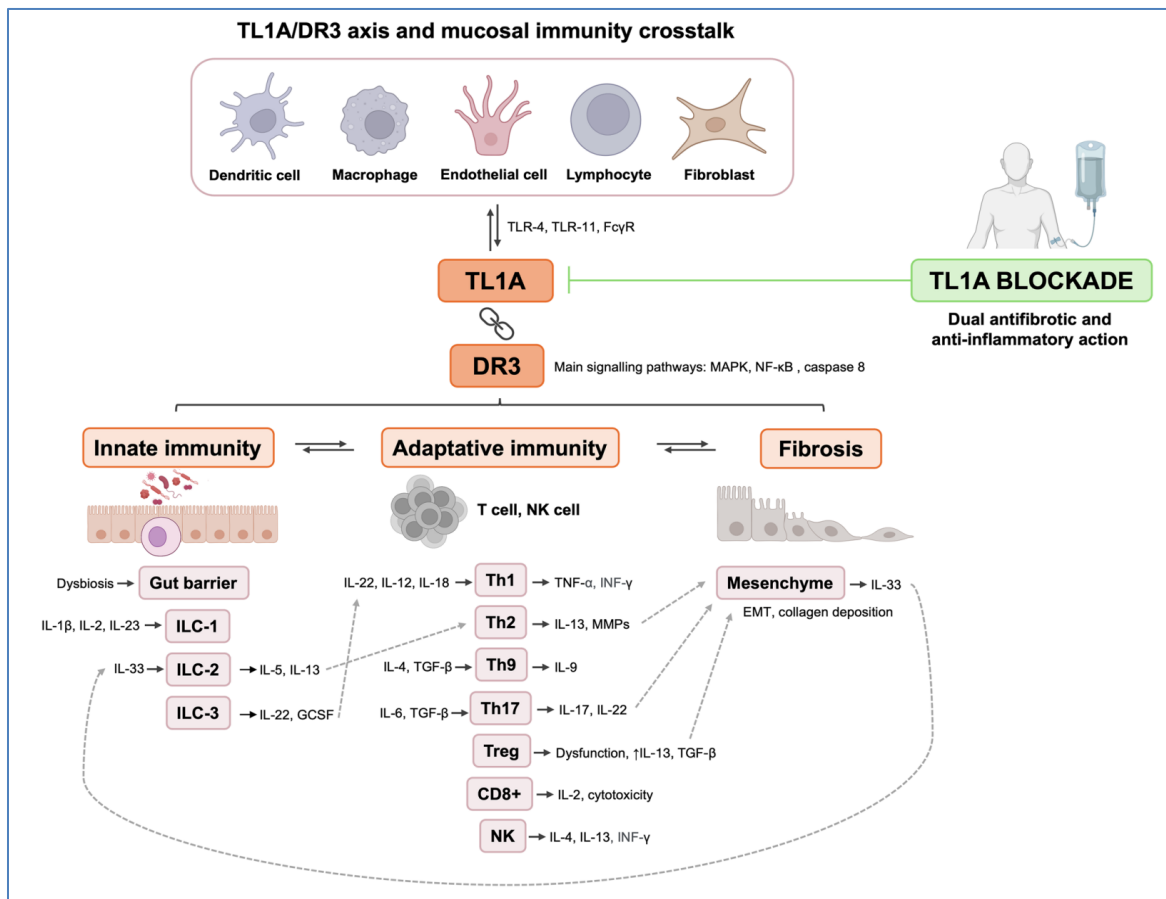 TL1A/DR3 axis and mucosal immunity crosstalk
Dendritic cell
Macrophage
Endothelial cell
Lymphocyte
Fibroblast
TLR-4, TLR-11, FcγR
TL1A
TL1A BLOCKADE
Dual antifibrotic and
anti-inflammatory action
DR3
Main signalling pathways: MAPK, NF-κB , caspase 8
Innate immunity
Adaptative immunity
Fibrosis
T cell, NK cell
Dysbiosis
Gut barrier
IL-1β, IL-2, IL-23
ILC-1
IL-33
ILC-2
IL-5, IL-13
ILC-3
IL-22, GCSF
IL-22, IL-12, IL-18
Th1
TNF-α, INF-γ
Th2
IL-13, MMPs
IL-4, TGF-β
Th9
IL-9
IL-6, TGF-β
Th17
IL-17, IL-22
Treg
Dysfunction, ↑IL-13, TGF-β
CD8+
IL-2, cytotoxicity
NK
IL-4, IL-13, INF-γ
Mesenchyme
IL-33
EMT, collagen deposition